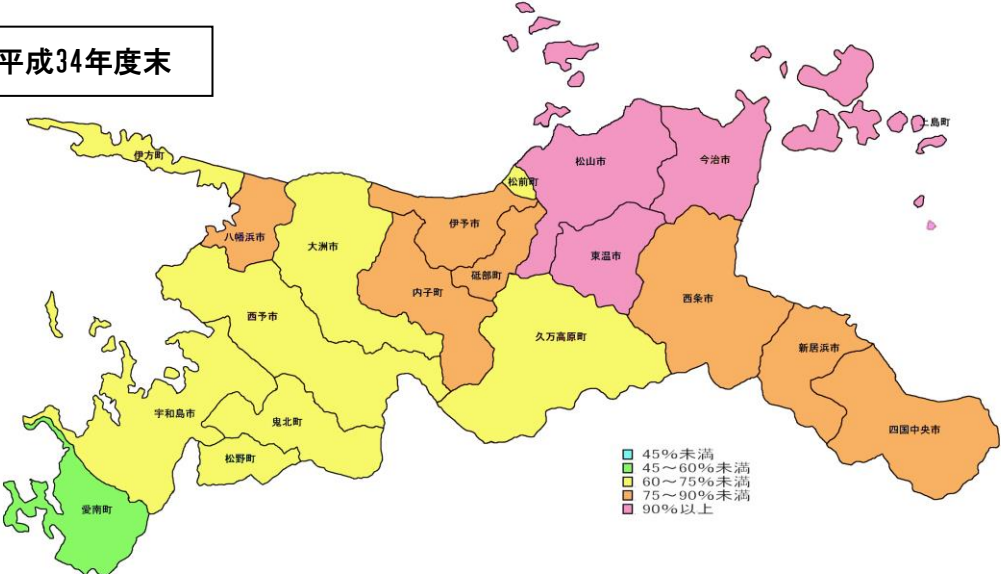 平成34年度末
上島町
伊方町
松山市
今治市
松前町
八幡浜市
伊予市
大洲市
東温市
砥部町
内子町
西条市
西予市
久万高原町
新居浜市
宇和島市
鬼北町
四国中央市
松野町
愛南町
45%未満
45～60%未満
60～75%未満
75～90%未満
90%以上